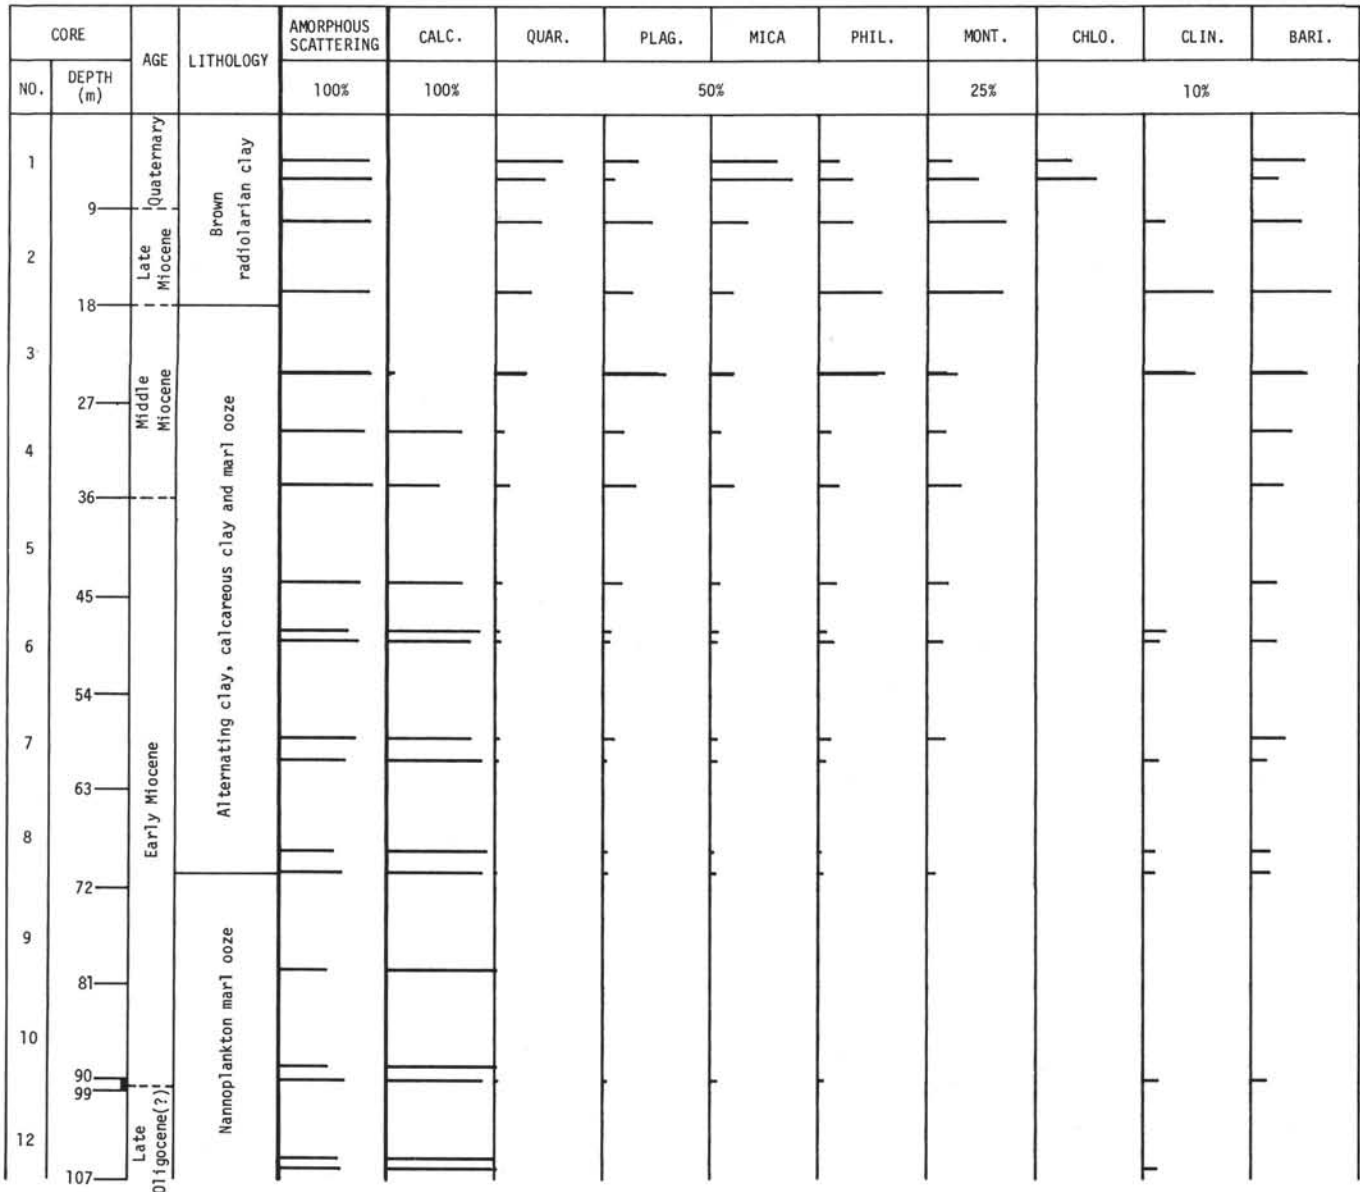 CORE
AGE
LITHOLOGY
AMORPHOUS
SCATTERING
CALC.
QUAR.
PLAG.
MICA
PHIL.
MONT.
CHLO.
CLIN.
BARI.
NO.
DEPTH
(m)
100%
100%
50%
25%
10%
1
2
3
4
5
6
7
8
9
10
12
9
18
27
36
45
54
63
72
81
90
99
107
Quaternary
Late
Miocene
Middle
Miocene
Early Miocene
Late
Oligocene(?)
Brown
radiolarian clay
Alternating clay, calcareous clay and marl ooze
Nannoplankton marl ooze